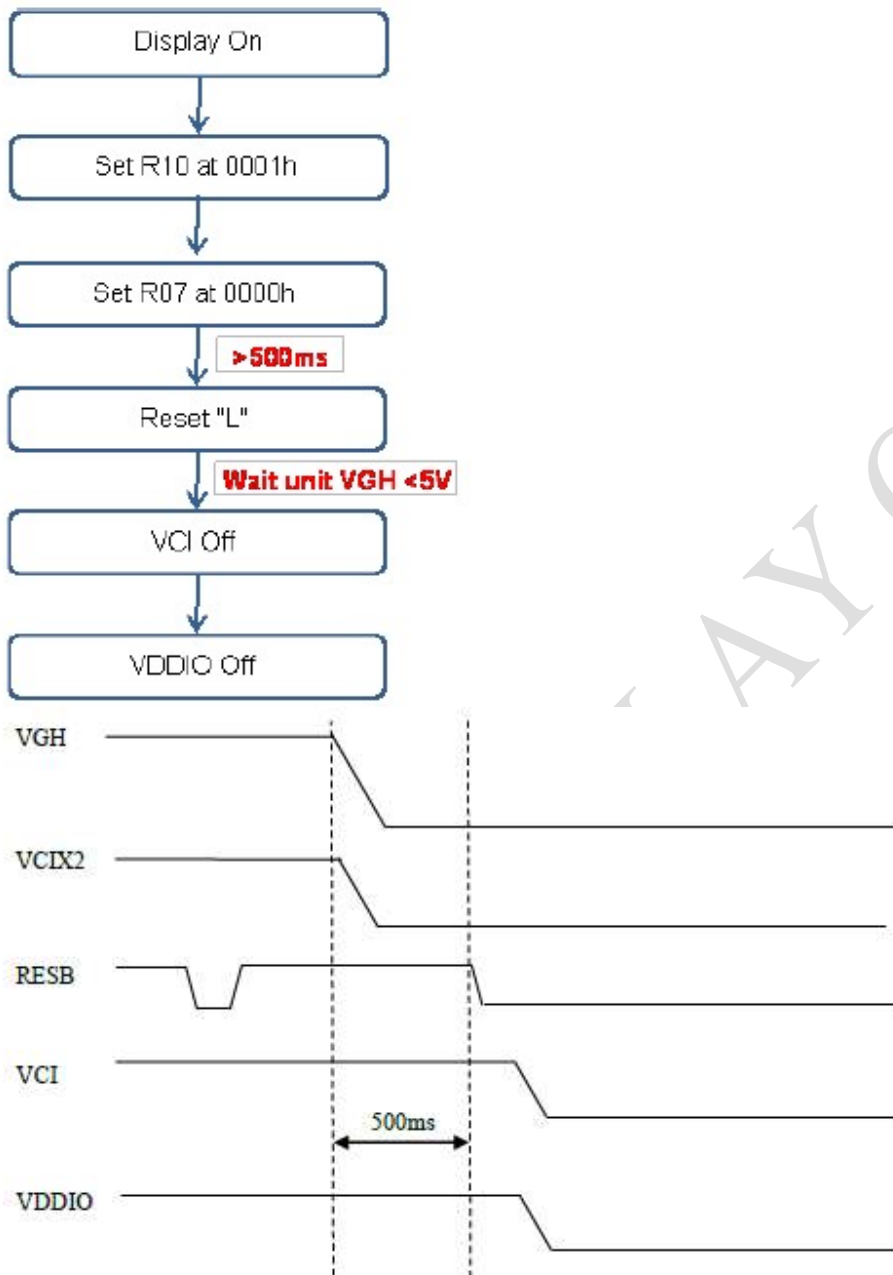 Display On
Set R10 at 0001h
Set R07 at 0000h
>500ms
Reset "L"
Wait unit VGH <5V
VCI Off
VDDIO Off
VGH
VCIX2
RESB
VCI
500ms
VDDIO